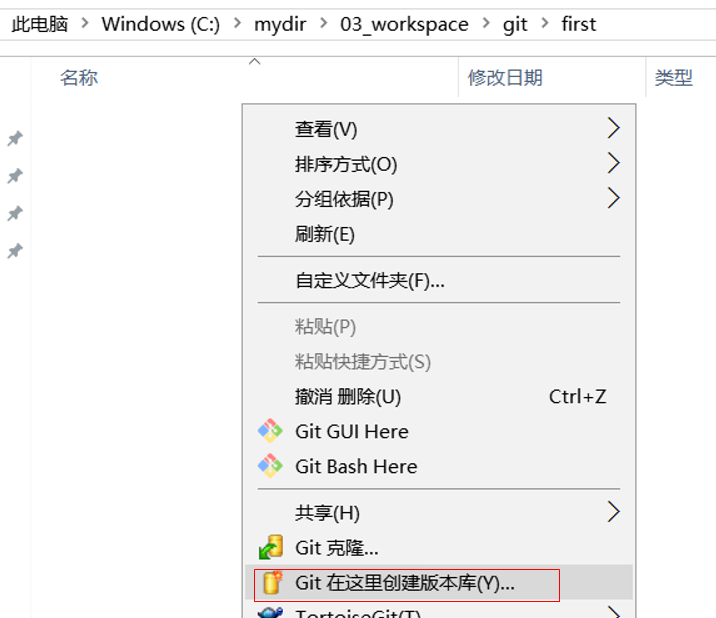 此电脑 > Windows (C:) > mydir > 03_workspace > git > first
名称 修改日期 类型
查看(V)
排序方式(O)
分组依据(P)
刷新(E)
自定义文件夹(F)...
粘贴(P)
粘贴快捷方式(S)
撤消 删除(U) Ctrl+Z
Git GUI Here
Git Bash Here
共享(H)
Git 克隆...
Git 在这里创建版本库(Y)...
TortoiseGit(T)